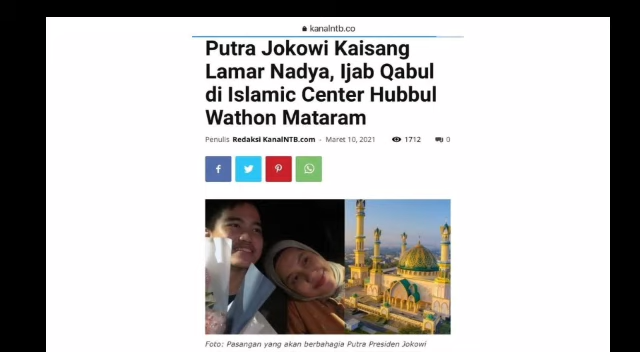 kanalntb.co
Putra Jokowi Kaisang
Lamar Nadya, Ijab Qabul
di Islamic Center Hubbul
Wathon Mataram
Penulis Redaksi KanalNTB.com - Maret 10, 2021 1712 0
Foto: Pasangan yang akan berbahagia Putra Presiden Jokowi